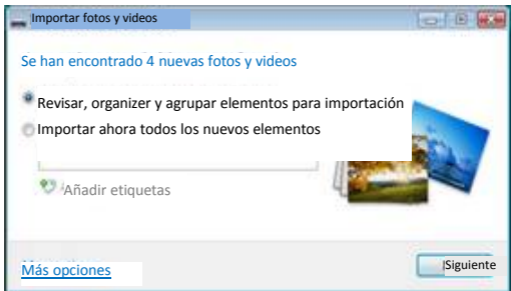 Importar fotos y videos
Se han encontrado 4 nuevas fotos y videos
Revisar, organizer y agrupar elementos para importación
Importar ahora todos los nuevos elementos
Añadir etiquetas
Más opciones
Siguiente